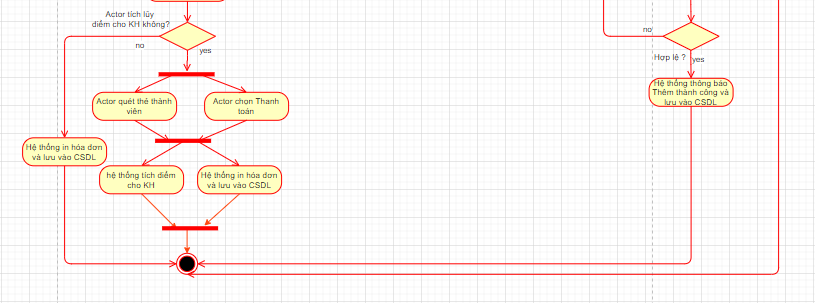 Actor tích lũy
điểm cho KH không?
no
yes
no
Hợp lệ ?
yes
Hệ thống thông báo
Thêm thành công và
lưu vào CSDL
Actor quét thẻ thành
viên
Actor chọn Thanh
toán
Hệ thống in hóa đơn
và lưu vào CSDL
hệ thống tích điểm
cho KH
Hệ thống in hóa đơn
và lưu vào CSDL